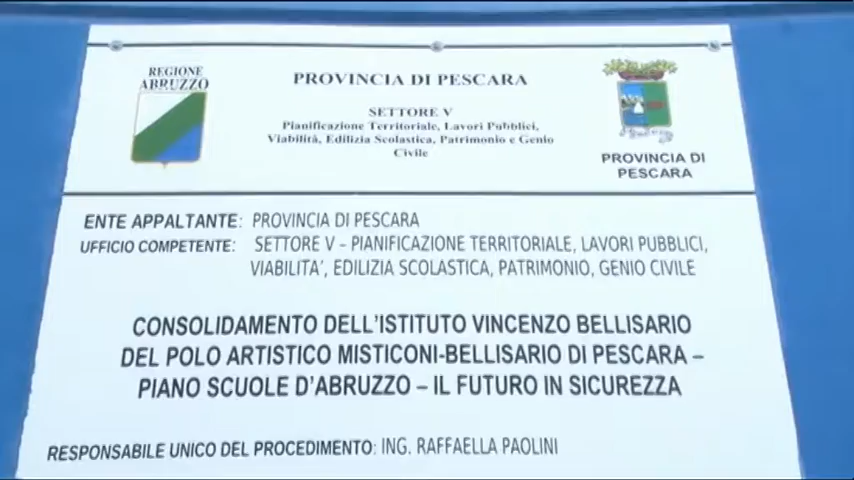 REGIONE
ABRUZZO
PROVINCIA DI PESCARA
SETTORE V
Pianificazione Territoriale, Lavori Pubblici,
Viabilità, Edilizia Scolastica, Patrimonio e Genio
Civile
PROVINCIA DI
PESCARA
ENTE APPALTANTE: PROVINCIA DI PESCARA
UFFICIO COMPETENTE: SETTORE V – PIANIFICAZIONE TERRITORIALE, LAVORI PUBBLICI,
VIABILITA’, EDILIZIA SCOLASTICA, PATRIMONIO, GENIO CIVILE
CONSOLIDAMENTO DELL’ISTITUTO VINCENZO BELLISARIO
DEL POLO ARTISTICO MISTICONI-BELLISARIO DI PESCARA –
PIANO SCUOLE D’ABRUZZO – IL FUTURO IN SICUREZZA
RESPONSABILE UNICO DEL PROCEDIMENTO: ING. RAFFAELLA PAOLINI